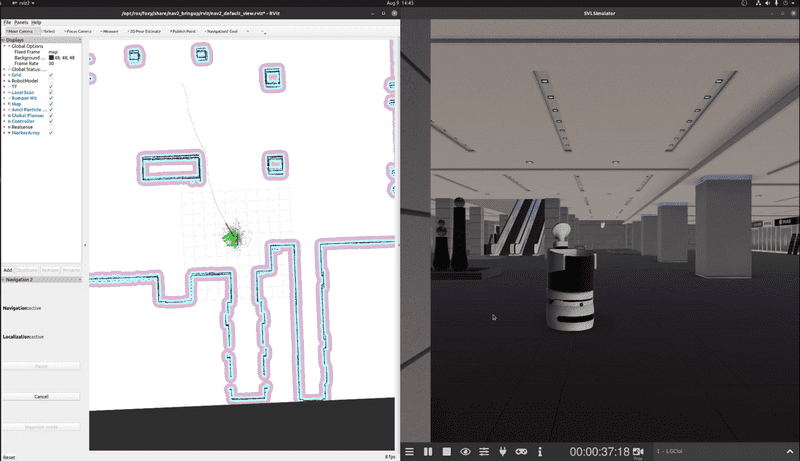 rviz2
Aug 9 14:45
/opt/ros/foxy/share/nav2_bringup/rviz/nav2_default_view.rviz* - RViz
SVLSimulator
File Panels Help
Move Camera Select Focus Camera Measure 2D Pose Estimate Publish Point Navigation2 Goal
Displays
Global Options
Fixed Frame map
Background ... 48; 48; 48
Frame Rate 30
Global Status: ...
Grid
RobotModel
TF
LaserScan
Bumper Hit
Map
Amcl Particle ...
Global Planner
Controller
Realsense
MarkerArray
Add Duplicate Remove Rename
Navigation 2
Navigation: active
Localization: active
Pause
Cancel
Waypoint mode
Reset
8 fps
00:00:37:18